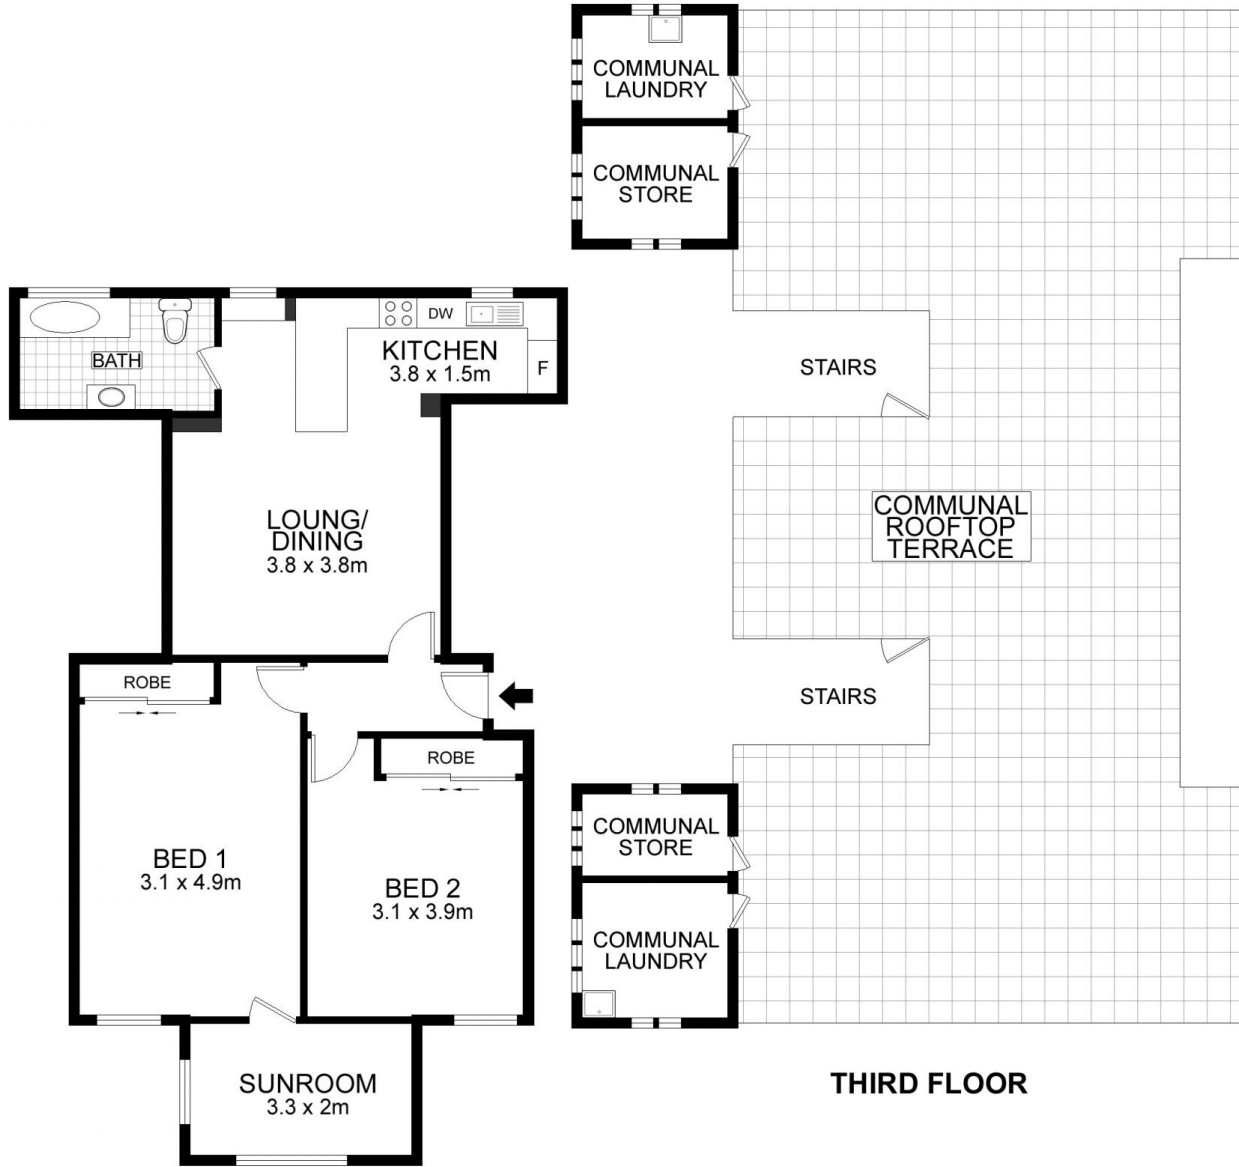 COMMUNAL
LAUNDRY
COMMUNAL
STORE
DW
BATH
KITCHEN
3.8 x 1.5m
F
STAIRS
LOUNG/
DINING
3.8 x 3.8m
COMMUNAL
ROOFTOP
TERRACE
ROBE
STAIRS
ROBE
COMMUNAL
STORE
BED 1
3.1 x 4.9m
BED 2
3.1 x 3.9m
COMMUNAL
LAUNDRY
SUNROOM
3.3 x 2m
THIRD FLOOR